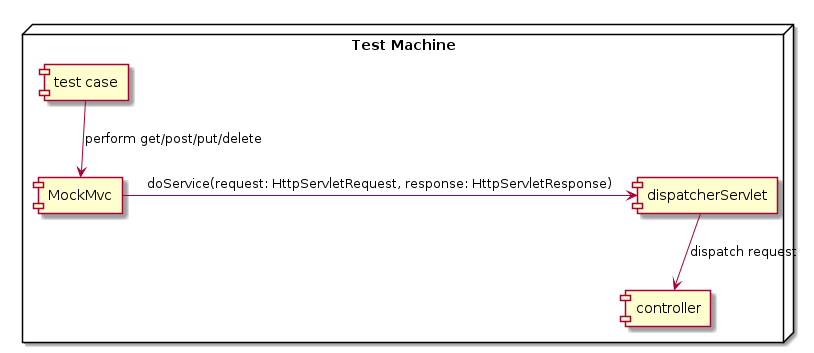 Test Machine
test case
perform get/post/put/delete
doService(request: HttpServletRequest, response: HttpServletResponse)
MockMvc
dispatcherServlet
dispatch request
controller